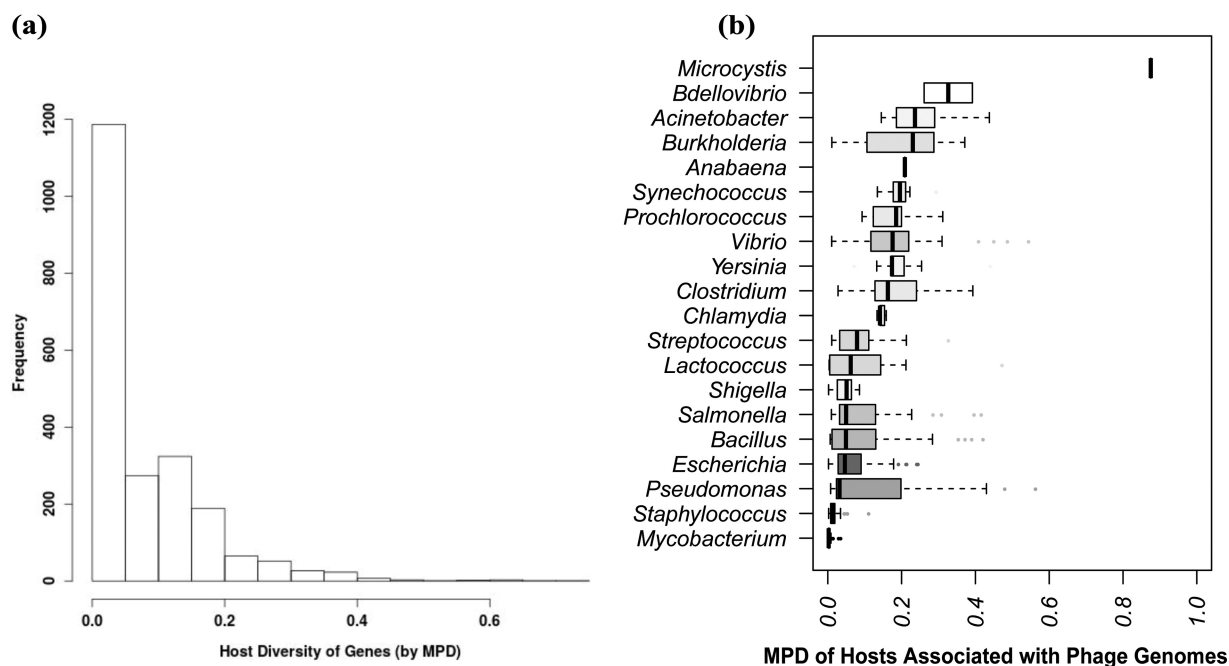 (a)
1200
1000
800
600
400
200
0
Frequency
0.0 0.2 0.4 0.6
Host Diversity of Genes (by MPD)
(b)
Microcystis
Bdellovibrio
Acinetobacter
Burkholderia
Anabaena
Synechococcus
Prochlorococcus
Vibrio
Yersinia
Clostridium
Chlamydia
Streptococcus
Lactococcus
Shigella
Salmonella
Bacillus
Escherichia
Pseudomonas
Staphylococcus
Mycobacterium
0.0 0.2 0.4 0.6 0.8 1.0
MPD of Hosts Associated with Phage Genomes